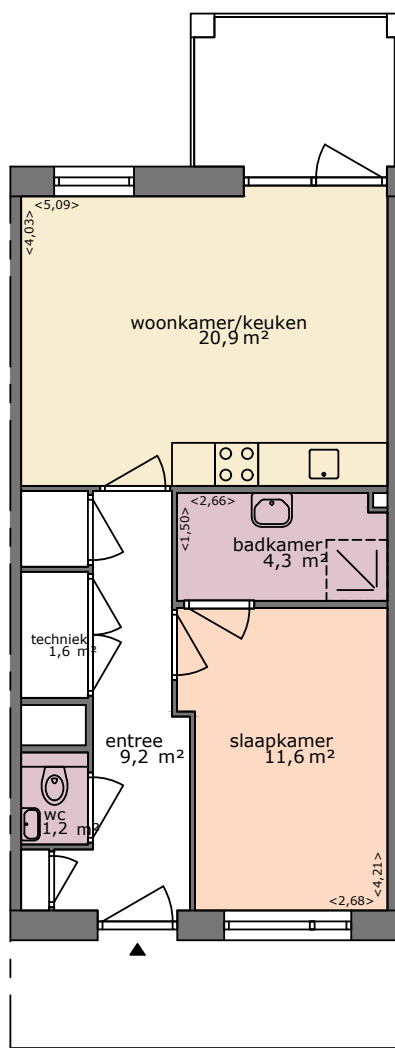 <5,09>
<4,03>
woonkamer/keuken
20,9 m²
<2,66>
<1,50>
badkamer
4,3 m²
techniek
1,6 m²
entree
9,2 m²
slaapkamer
11,6 m²
wc
1,2 m²
<4,21>
<2,68>